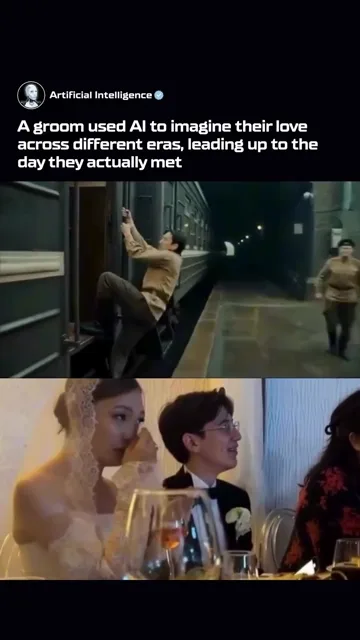 Artificial Intelligence
A groom used AI to imagine their love
across different eras, leading up to the
day they actually met